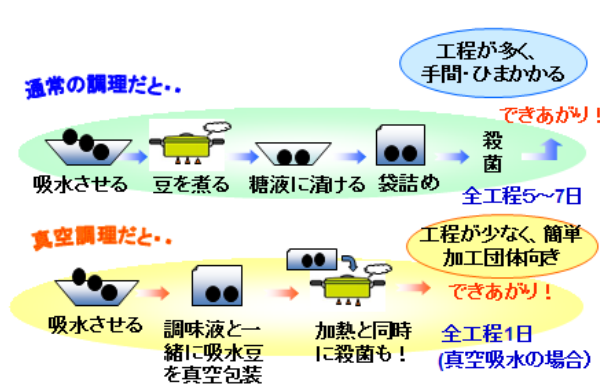 工程が多く、
手間・ひまかかる
通常の調理だと・・
できあがり！
殺
菌
吸水させる
豆を煮る
糖液に漬ける
袋詰め
全工程5～7日
真空調理だと・・
工程が少なく、簡単
加工団体向き
できあがり！
吸水させる
調味液と一
緒に吸水豆
を真空包装
加熱と同時
に殺菌も！
全工程1日
(真空吸水の場合)